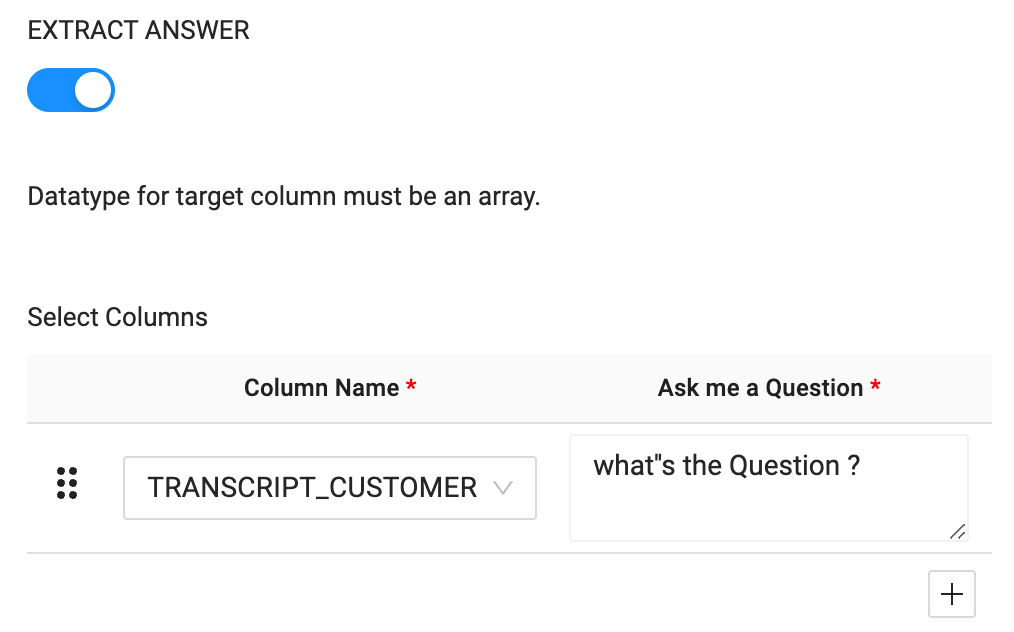 EXTRACT ANSWER
Datatype for target column must be an array.
Select Columns
Column Name * Ask me a Question *
TRANSCRIPT_CUSTOMER what"s the Question ?